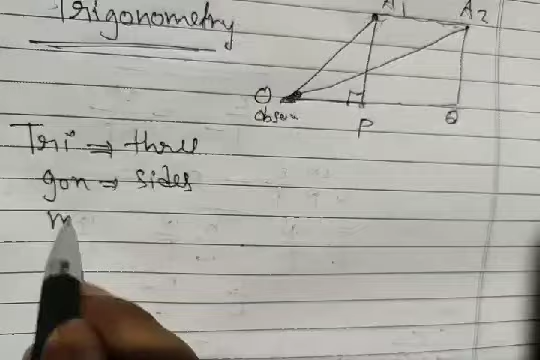 Trigonometry
A1 A2
O
Obser
P Q
Tri → three
gon → sides
m